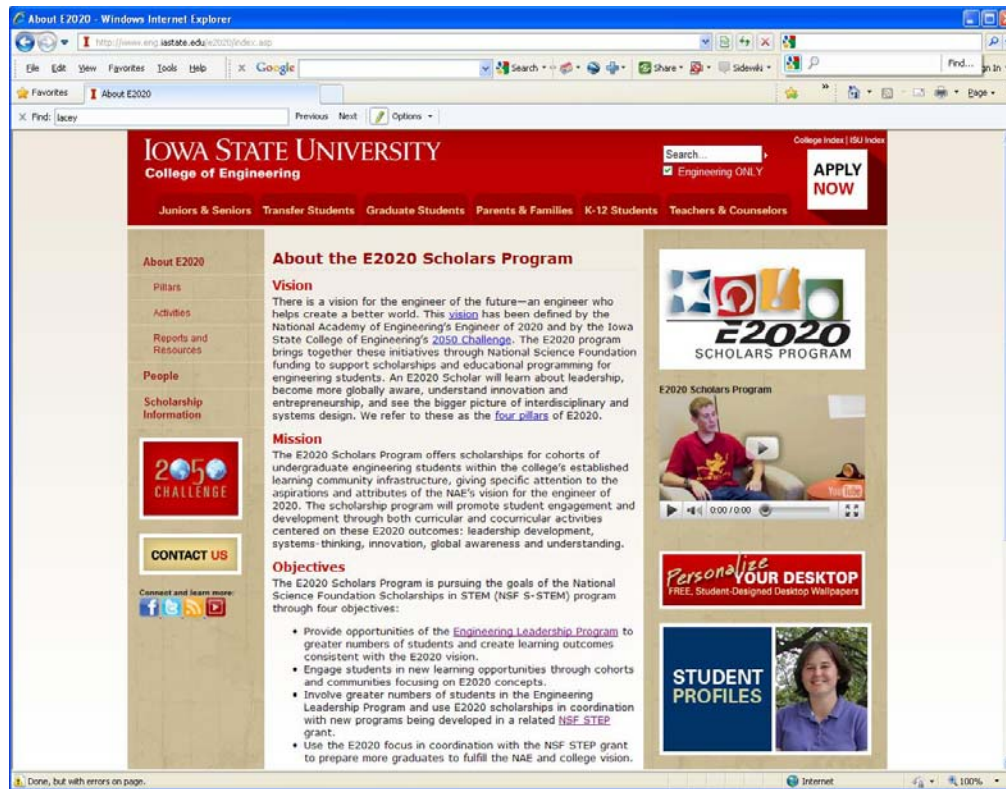 About E2020 - Windows Internet Explorer
http://www.eng.iastate.edu/e2020/index.asp
File Edit View Favorites Tools Help
x Google
Search
Share
Sidewiki
Find...
gn In
Favorites
About E2020
Page
X Find: lacey
Previous Next
Options
IOWA STATE UNIVERSITY
College of Engineering
Search...
Engineering ONLY
College Index | ISU Index
APPLY
NOW
Juniors & Seniors Transfer Students Graduate Students Parents & Families K-12 Students Teachers & Counselors
About E2020
Pillars
Activities
Reports and
Resources
People
Scholarship
Information
2050
CHALLENGE
CONTACT US
Connect and learn more:
About the E2020 Scholars Program
Vision
There is a vision for the engineer of the future—an engineer who
helps create a better world. This vision has been defined by the
National Academy of Engineering's Engineer of 2020 and by the Iowa
State College of Engineering's 2050 Challenge. The E2020 program
brings together these initiatives through National Science Foundation
funding to support scholarships and educational programming for
engineering students. An E2020 Scholar will learn about leadership,
become more globally aware, understand innovation and
entrepreneurship, and see the bigger picture of interdisciplinary and
systems design. We refer to these as the four pillars of E2020.
Mission
The E2020 Scholars Program offers scholarships for cohorts of
undergraduate engineering students within the college's established
learning community infrastructure, giving specific attention to the
aspirations and attributes of the NAE's vision for the engineer of
2020. The scholarship program will promote student engagement and
development through both curricular and cocurricular activities
centered on these E2020 outcomes: leadership development,
systems-thinking, innovation, global awareness and understanding.
Objectives
The E2020 Scholars Program is pursuing the goals of the National
Science Foundation Scholarships in STEM (NSF S-STEM) program
through four objectives:
• Provide opportunities of the Engineering Leadership Program to
greater numbers of students and create learning outcomes
consistent with the E2020 vision.
• Engage students in new learning opportunities through cohorts
and communities focusing on E2020 concepts.
• Involve greater numbers of students in the Engineering
Leadership Program and use E2020 scholarships in coordination
with new programs being developed in a related NSF STEP
grant.
• Use the E2020 focus in coordination with the NSF STEP grant
to prepare more graduates to fulfill the NAE and college vision.
E2020
SCHOLARS PROGRAM
E2020 Scholars Program
YouTube
0:00 / 0:00
Personalize
YOUR DESKTOP
FREE, Student-Designed Desktop Wallpapers
STUDENT
PROFILES
Done, but with errors on page.
Internet
100%